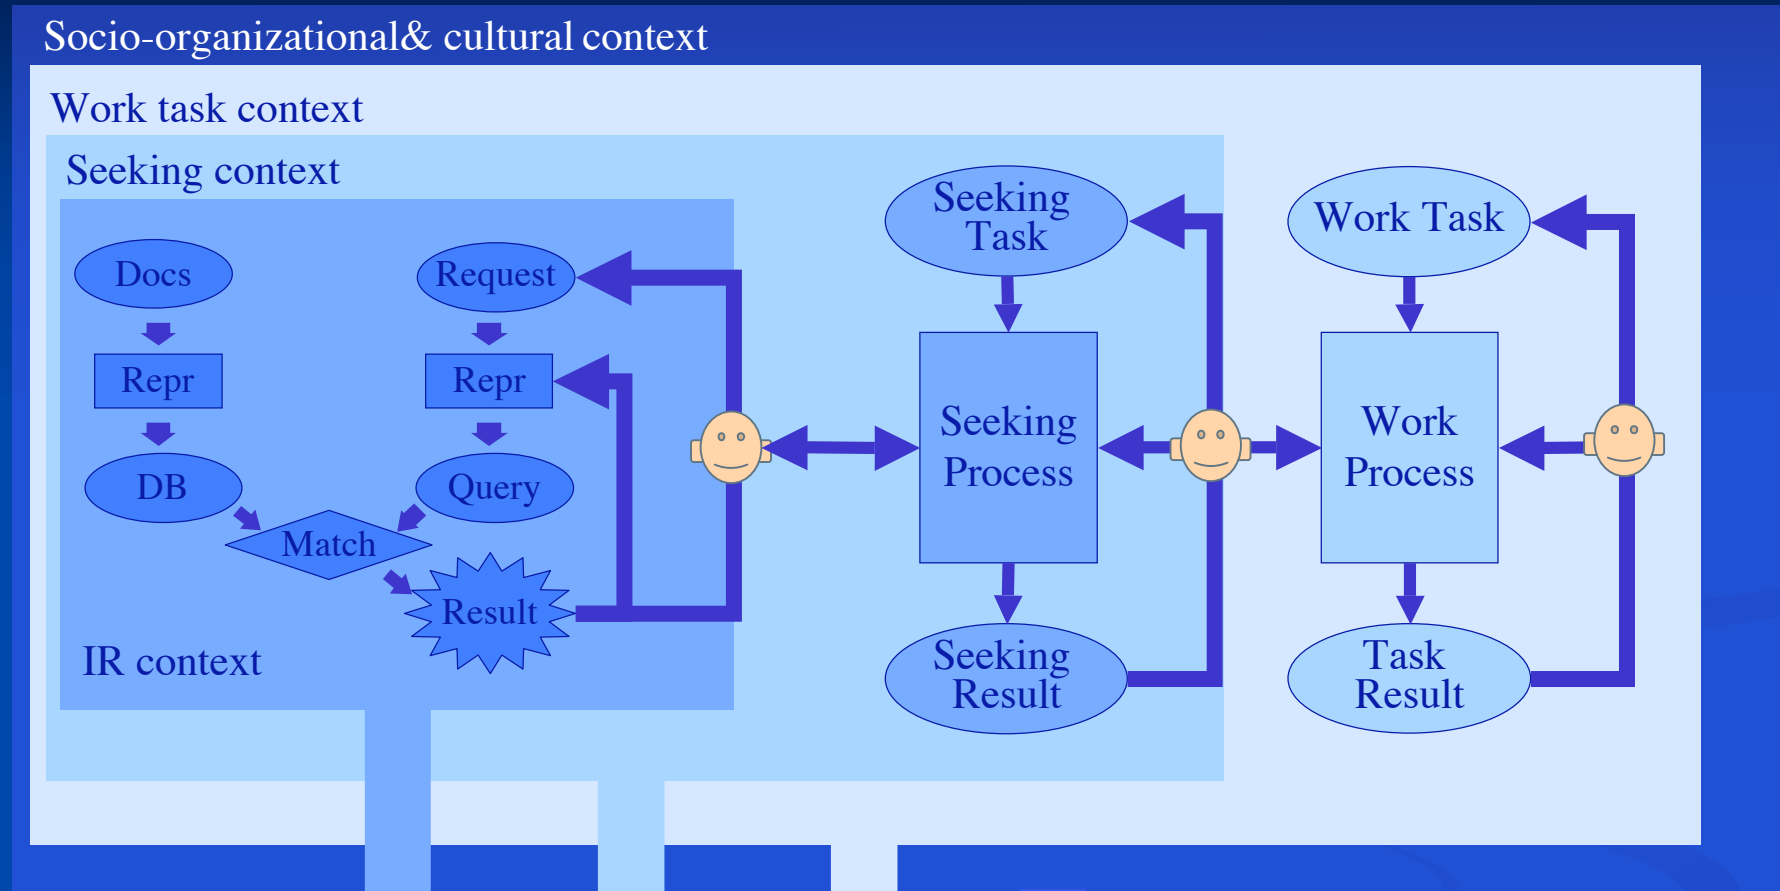 Socio-organizational& cultural context
Work task context
Seeking context
Docs
Repr
DB
Request
Repr
Query
Match
Result
IR context
Seeking
Task
Seeking
Process
Seeking
Result
Work Task
Work
Process
Task
Result